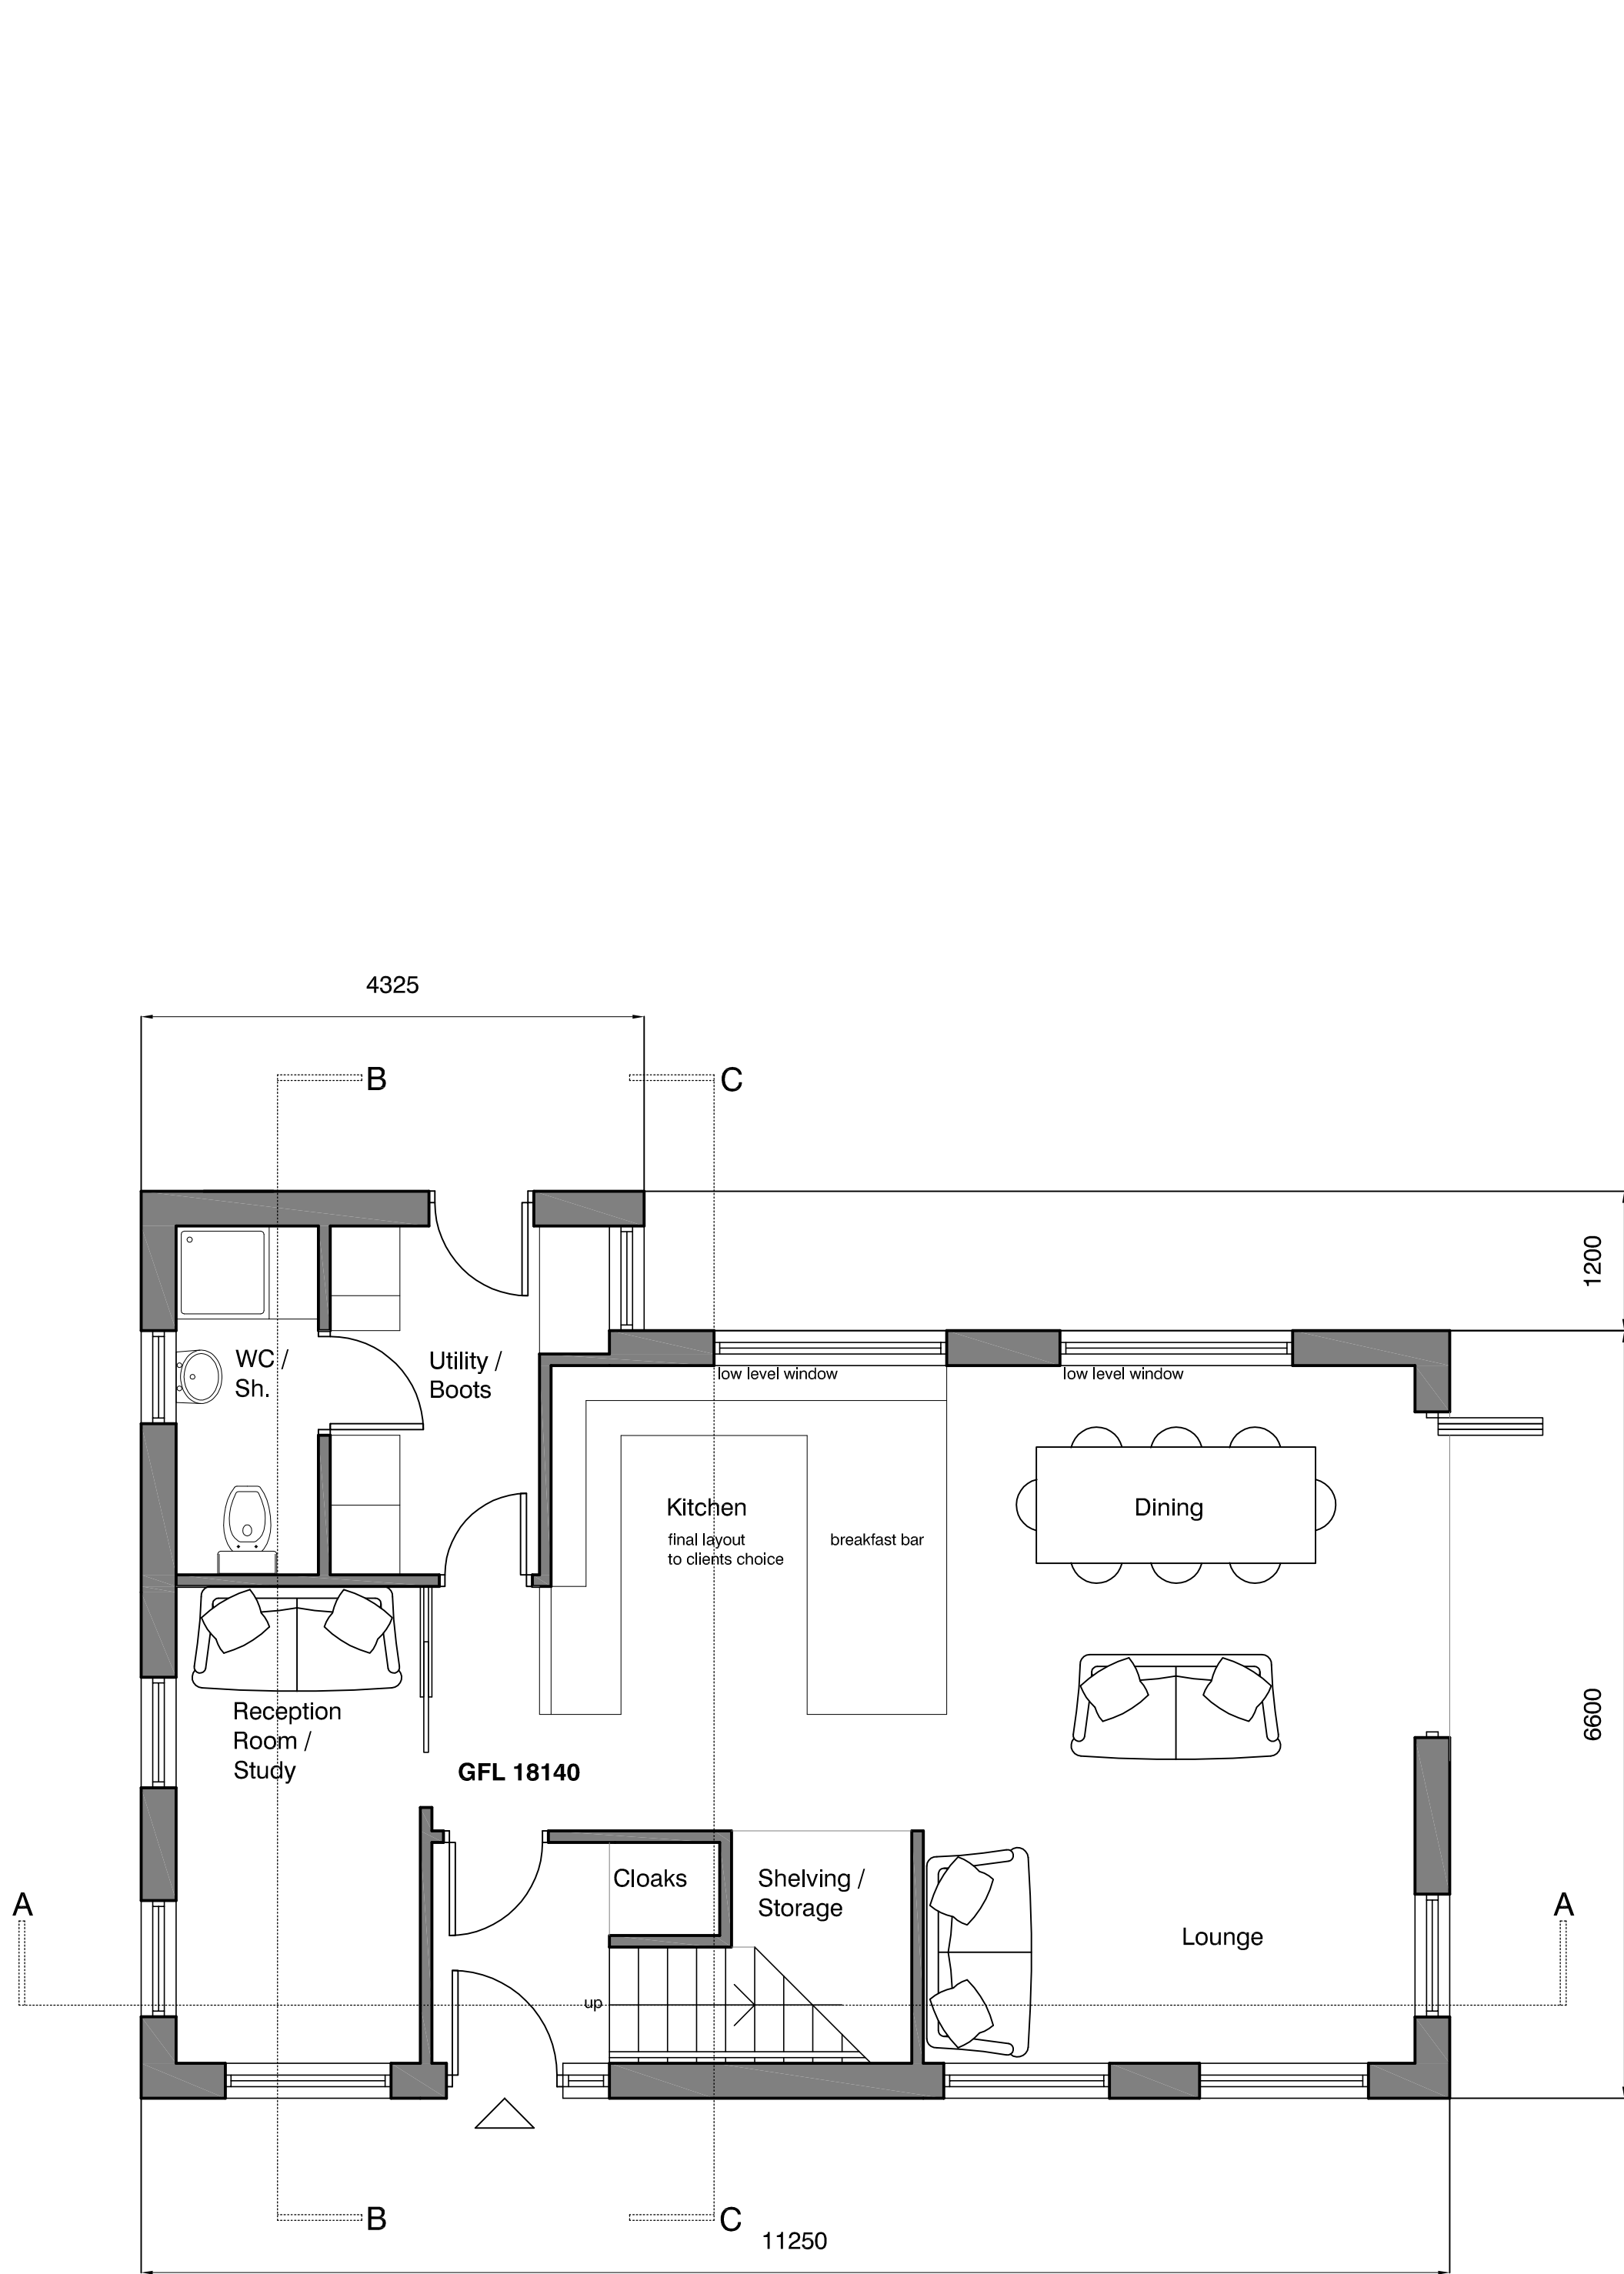 4325
B
C
1200
WC /
Sh.
Utility /
Boots
low level window
low level window
Kitchen
final layout
to clients choice
breakfast bar
Dining
Reception
Room /
Study
6600
GFL 18140
Cloaks
Shelving /
Storage
A
A
Lounge
up
B
C
11250